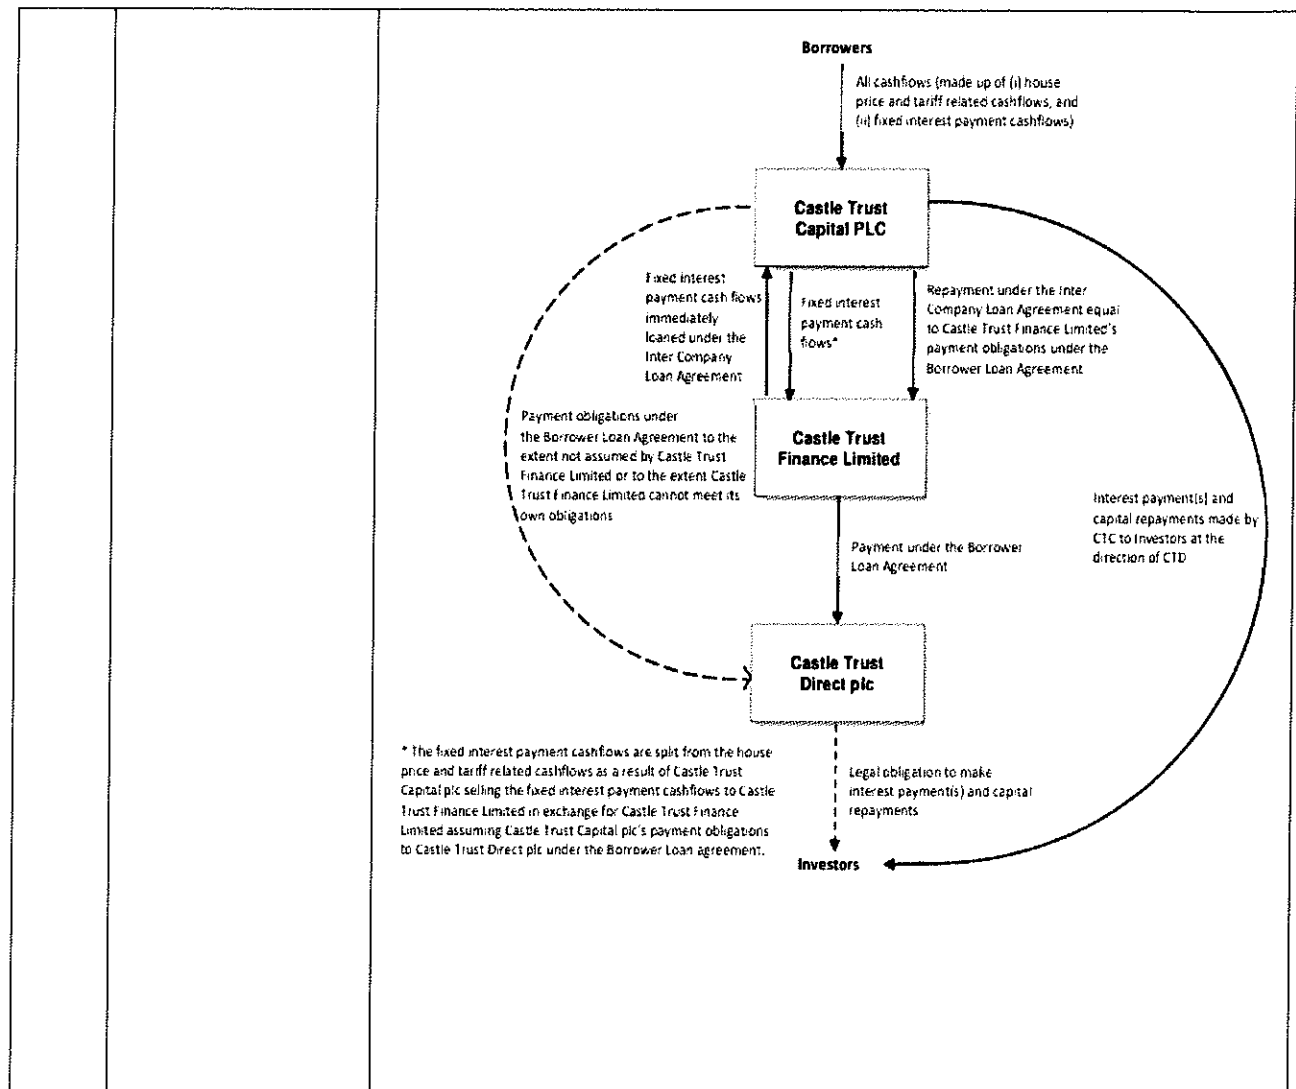 Borrowers
All cashflows (made up of (i) house
price and tariff related cashflows, and
(ii) fixed interest payment cashflows)
Castle Trust
Capital PLC
Fixed interest
payment cash flows
immediately
loaned under the
Inter Company
Loan Agreement
Fixed interest
payment cash
flows*
Repayment under the Inter
Company Loan Agreement equal
to Castle Trust Finance Limited's
payment obligations under the
Borrower Loan Agreement
Payment obligations under
the Borrower Loan Agreement to the
extent not assumed by Castle Trust
Finance Limited or to the extent Castle
Trust Finance Limited cannot meet its
own obligations
Castle Trust
Finance Limited
Interest payment(s) and
capital repayments made by
CTC to Investors at the
direction of CTD
Payment under the Borrower
Loan Agreement
Castle Trust
Direct plc
* The fixed interest payment cashflows are split from the house
price and tariff related cashflows as a result of Castle Trust
Capital plc selling the fixed interest payment cashflows to Castle
Trust Finance Limited in exchange for Castle Trust Finance
Limited assuming Castle Trust Capital plc's payment obligations
to Castle Trust Direct plc under the Borrower Loan agreement.
Legal obligation to make
interest payment(s) and capital
repayments
Investors